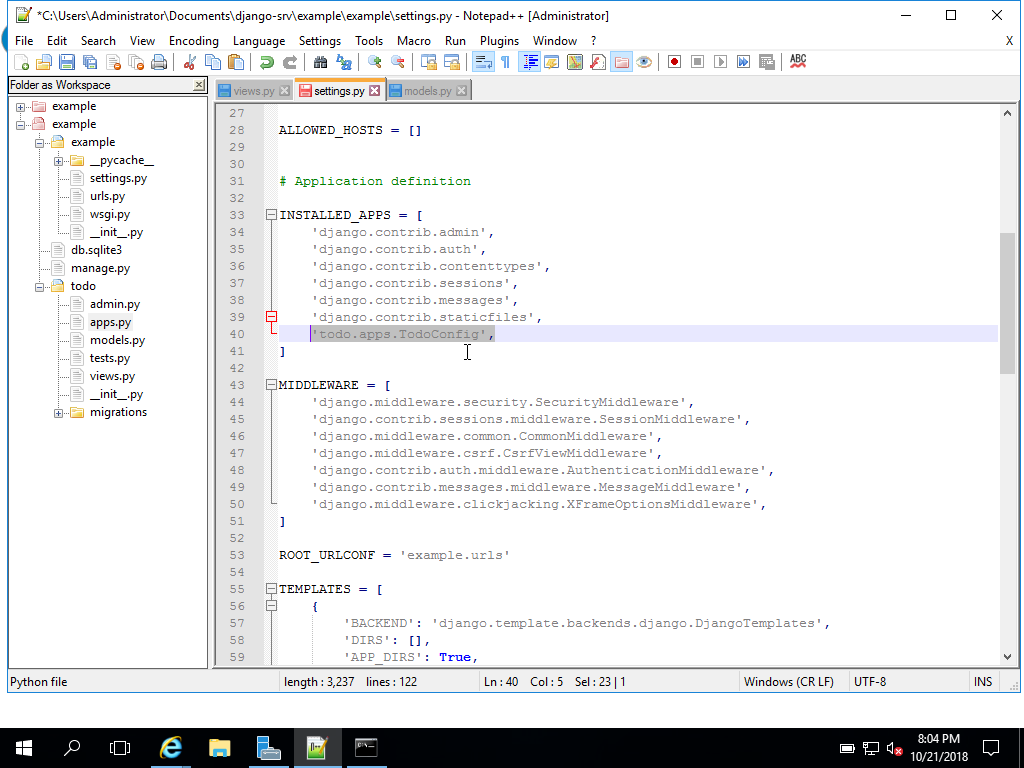 *C:\Users\Administrator\Documents\django-srv\example\example\settings.py - Notepad++ [Administrator]
File Edit Search View Encoding Language Settings Tools Macro Run Plugins Window ? X
ABC
Folder as Workspace
example
example
example
__pycache__
settings.py
urls.py
wsgi.py
__init__.py
db.sqlite3
manage.py
todo
admin.py
apps.py
models.py
tests.py
views.py
__init__.py
migrations
views.py settings.py models.py
27
28 ALLOWED_HOSTS = []
29
30
31 # Application definition
32
33 INSTALLED_APPS = [
34 'django.contrib.admin',
35 'django.contrib.auth',
36 'django.contrib.contenttypes',
37 'django.contrib.sessions',
38 'django.contrib.messages',
39 'django.contrib.staticfiles',
40 'todo.apps.TodoConfig',
41 ]
42
43 MIDDLEWARE = [
44 'django.middleware.security.SecurityMiddleware',
45 'django.contrib.sessions.middleware.SessionMiddleware',
46 'django.middleware.common.CommonMiddleware',
47 'django.middleware.csrf.CsrfViewMiddleware',
48 'django.contrib.auth.middleware.AuthenticationMiddleware',
49 'django.contrib.messages.middleware.MessageMiddleware',
50 'django.middleware.clickjacking.XFrameOptionsMiddleware',
51 ]
52
53 ROOT_URLCONF = 'example.urls'
54
55 TEMPLATES = [
56 {
57 'BACKEND': 'django.template.backends.django.DjangoTemplates',
58 'DIRS': [],
59 'APP_DIRS': True,
Python file length : 3,237 lines : 122 Ln : 40 Col : 5 Sel : 23 | 1 Windows (CR LF) UTF-8 INS
8:04 PM
10/21/2018